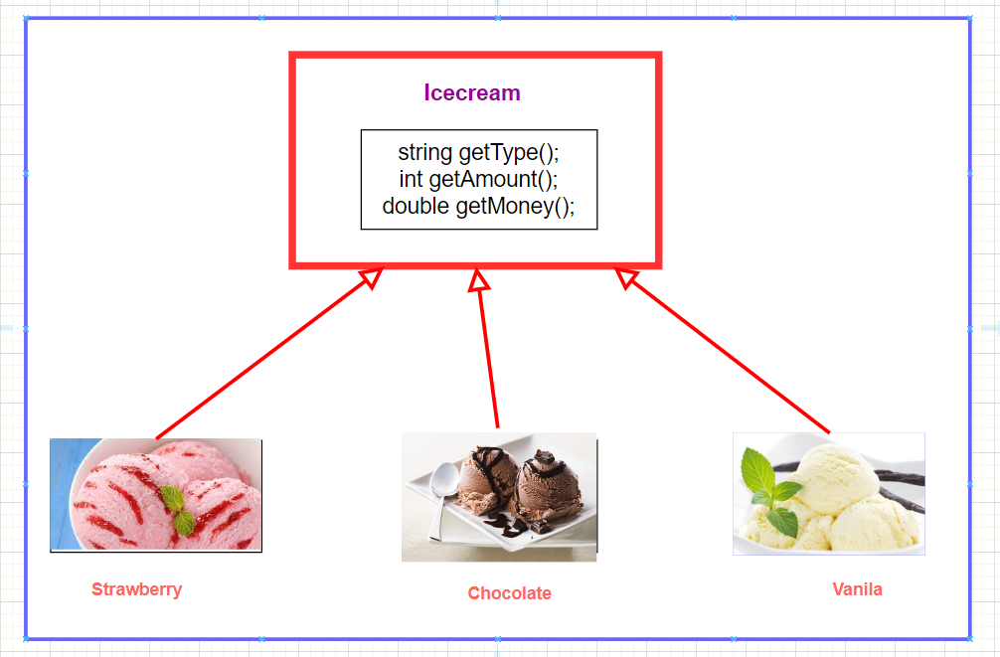 Icecream
string getType();
int getAmount();
double getMoney();
Strawberry
Chocolate
Vanila